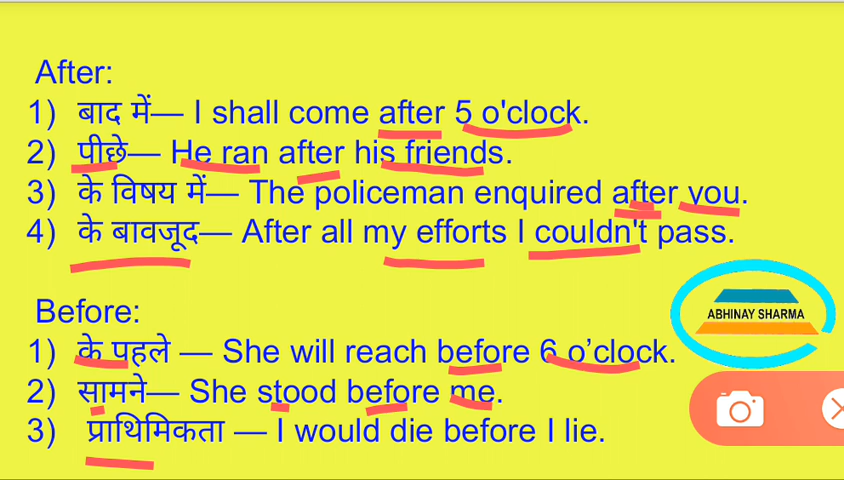 After:
1) बाद में— I shall come after 5 o'clock.
2) पीछे— He ran after his friends.
3) के विषय में— The policeman enquired after you.
4) के बावजूद— After all my efforts I couldn't pass.
Before:
1) के पहले — She will reach before 6 o’clock.
2) सामने— She stood before me.
3) प्राथिमिकता — I would die before I lie.
ABHINAY SHARMA